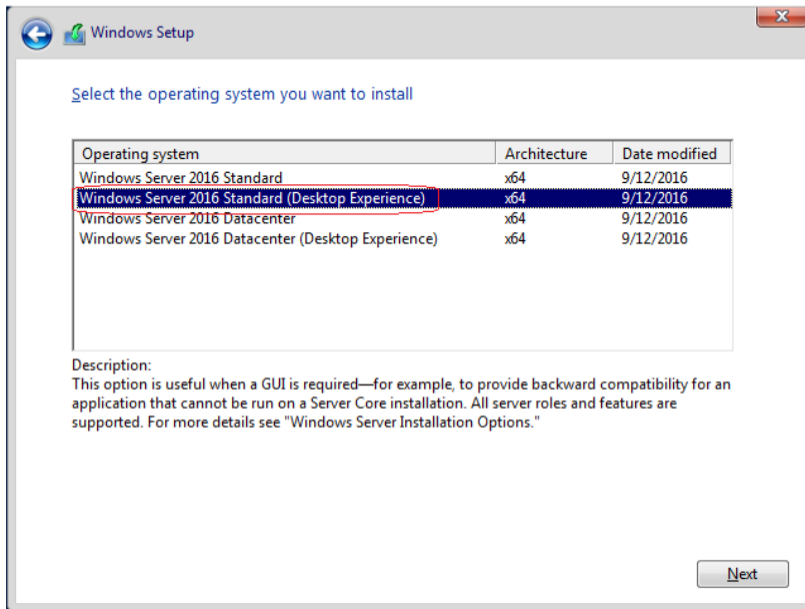 Windows Setup
Select the operating system you want to install
Operating system Architecture Date modified
Windows Server 2016 Standard x64 9/12/2016
Windows Server 2016 Standard (Desktop Experience) x64 9/12/2016
Windows Server 2016 Datacenter x64 9/12/2016
Windows Server 2016 Datacenter (Desktop Experience) x64 9/12/2016
Description:
This option is useful when a GUI is required—for example, to provide backward compatibility for an
application that cannot be run on a Server Core installation. All server roles and features are
supported. For more details see "Windows Server Installation Options."
Next